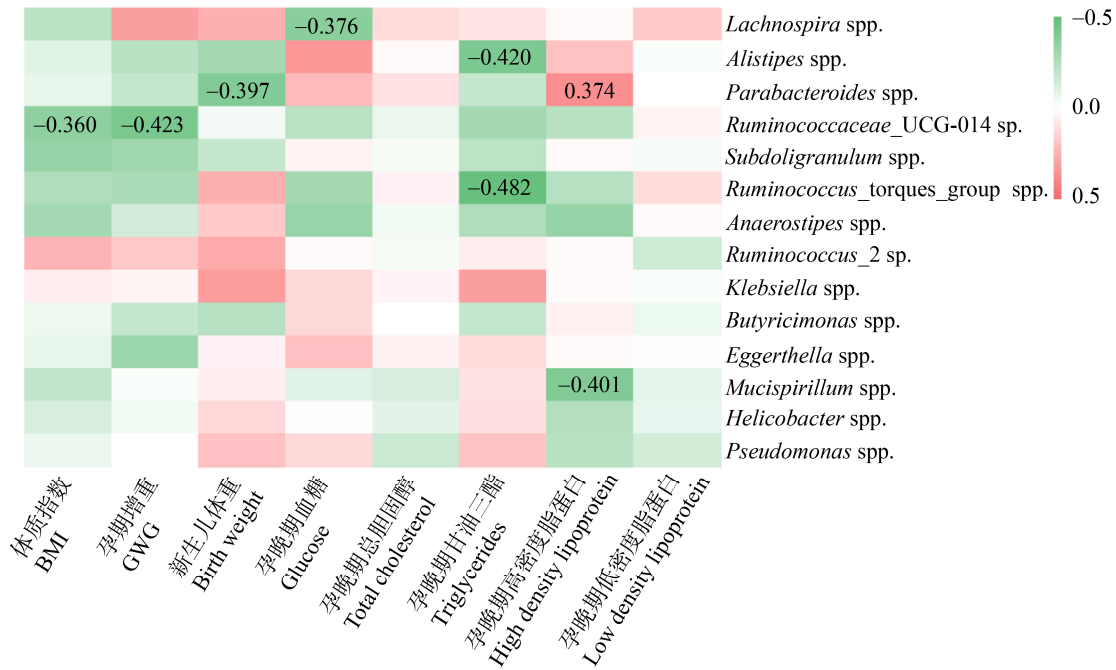 −0.376
Lachnospira spp.
−0.420
Alistipes spp.
−0.397
0.374
Parabacteroides spp.
−0.360
−0.423
Ruminococcaceae_UCG-014 sp.
Subdoligranulum spp.
−0.482
Ruminococcus_torques_group spp.
Anaerostipes spp.
Ruminococcus_2 sp.
Klebsiella spp.
Butyricimonas spp.
Eggerthella spp.
−0.401
Mucispirillum spp.
Helicobacter spp.
Pseudomonas spp.
−0.5
0.0
0.5
体质指数
BMI
孕期增重
GWG
新生儿体重
Birth weight
孕晚期血糖
Glucose
孕晚期总胆固醇
Total cholesterol
孕晚期甘油三酯
Triglycerides
孕晚期高密度脂蛋白
High density lipoprotein
孕晚期低密度脂蛋白
Low density lipoprotein